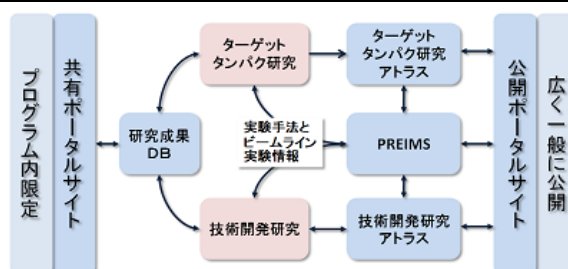 プログラム内限定
共有ポータルサイト
研究成果
DB
ターゲット
タンパク研究
実験手法と
ビームライン
実験情報
技術開発研究
ターゲット
タンパク研究
アトラス
PREIMS
技術開発研究
アトラス
公開ポータルサイト
広く一般に公開